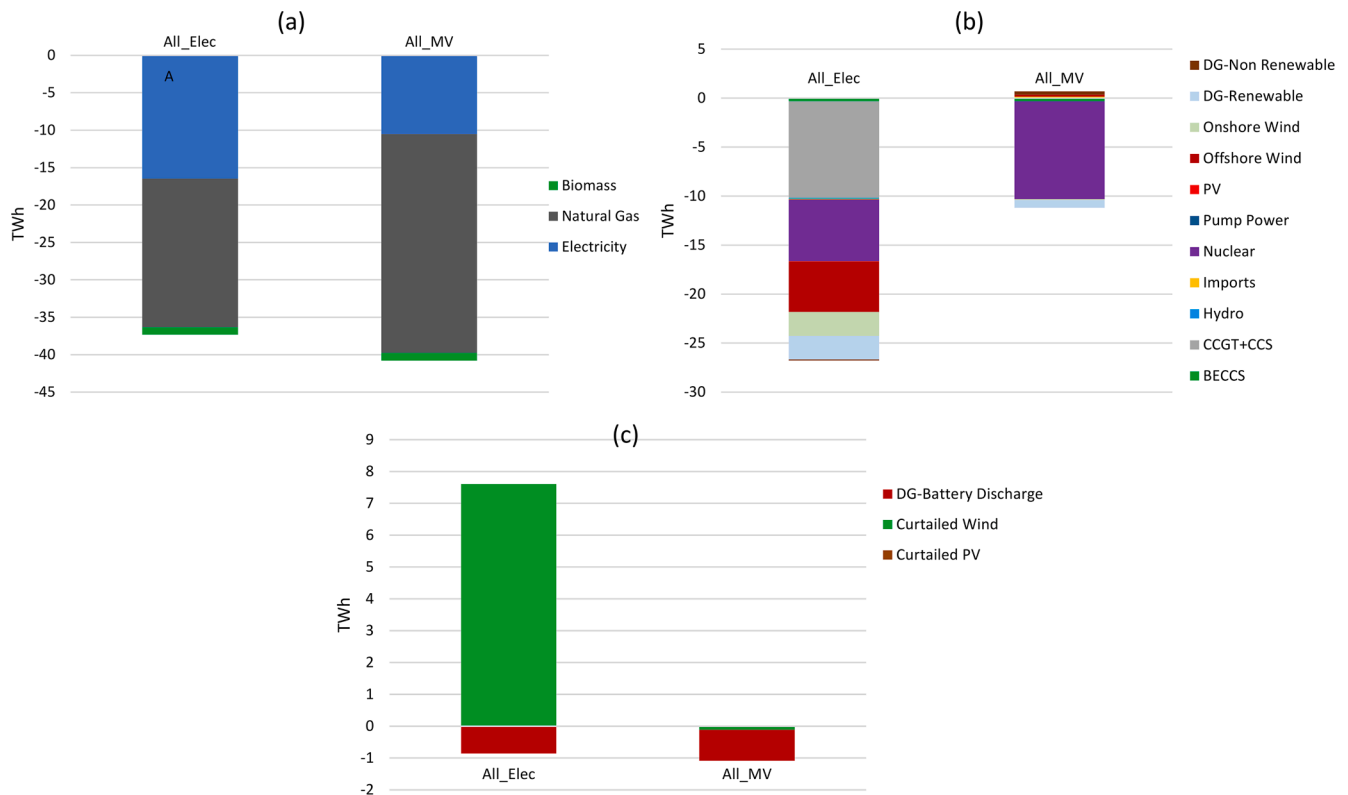 (a)
All_Elec
All_MV
A
0
-5
-10
-15
-20
-25
-30
-35
-40
-45
TWh
Biomass
Natural Gas
Electricity
(b)
All_Elec
All_MV
5
0
-5
-10
-15
-20
-25
-30
TWh
DG-Non Renewable
DG-Renewable
Onshore Wind
Offshore Wind
PV
Pump Power
Nuclear
Imports
Hydro
CCGT+CCS
BECCS
(c)
9
8
7
6
5
4
3
2
1
0
-1
-2
TWh
All_Elec
All_MV
DG-Battery Discharge
Curtailed Wind
Curtailed PV